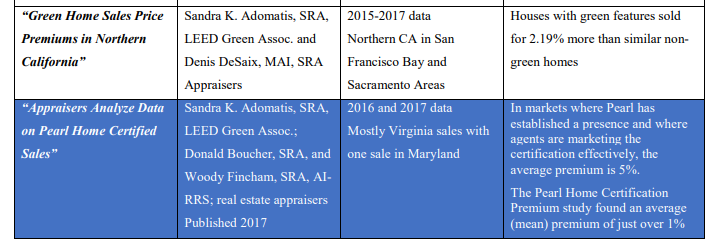 “Green Home Sales Price
Premiums in Northern
California”
Sandra K. Adomatis, SRA,
LEED Green Assoc. and
Denis DeSaix, MAI, SRA
Appraisers
2015-2017 data
Northern CA in San
Francisco Bay and
Sacramento Areas
Houses with green features sold
for 2.19% more than similar non-
green homes
“Appraisers Analyze Data
on Pearl Home Certified
Sales”
Sandra K. Adomatis, SRA,
LEED Green Assoc.;
Donald Boucher, SRA, and
Woody Fincham, SRA, AI-
RRS; real estate appraisers
Published 2017
2016 and 2017 data
Mostly Virginia sales with
one sale in Maryland
In markets where Pearl has
established a presence and where
agents are marketing the
certification effectively, the
average premium is 5%.
The Pearl Home Certification
Premium study found an average
(mean) premium of just over 1%